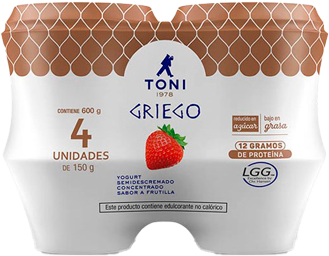 TONI
1978
GRIEGO
CONTIENE 600 g
4
UNIDADES
DE 150 g
reducido en
azúcar
bajo en
grasa
12 GRAMOS
DE PROTEÍNA
LGG
YOGURT
SEMIDESCREMADO
CONCENTRADO
SABOR A FRUTILLA
Este producto contiene edulcorante no calórico